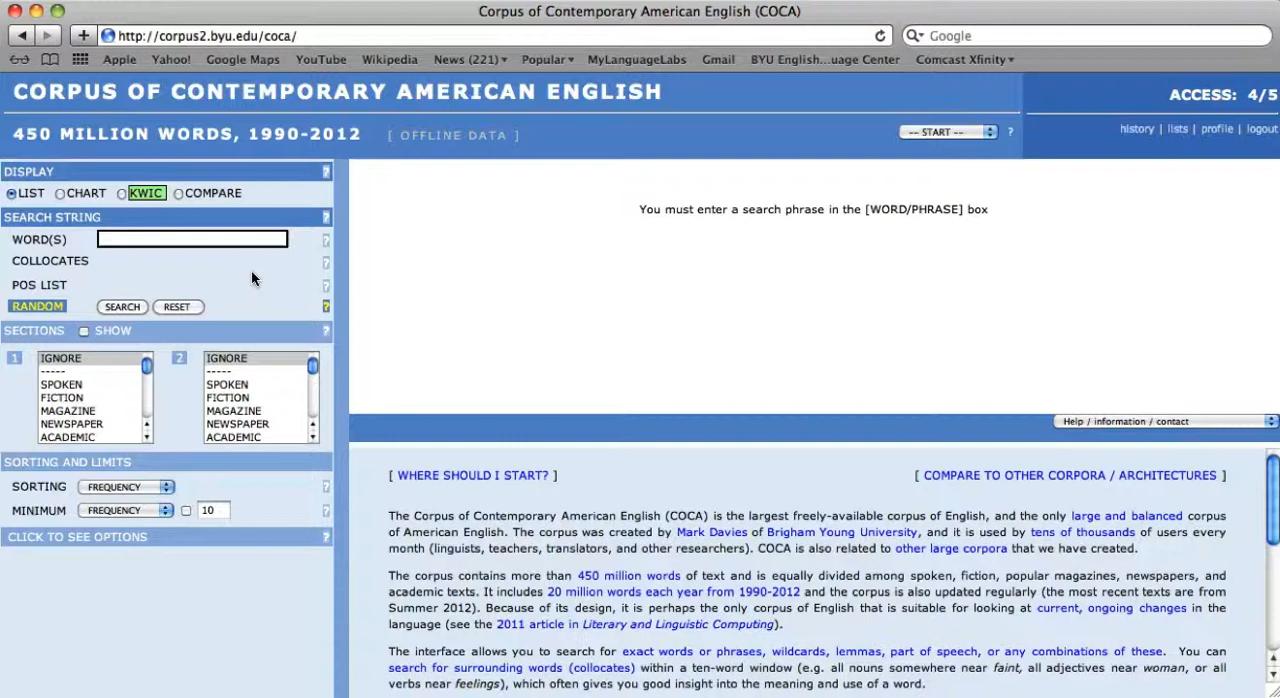 Corpus of Contemporary American English (COCA)
http://corpus2.byu.edu/coca/
Google
Apple Yahoo! Google Maps YouTube Wikipedia News (221) Popular MyLanguageLabs Gmail BYU English...uage Center Comcast Xfinity
CORPUS OF CONTEMPORARY AMERICAN ENGLISH
ACCESS: 4/5
450 MILLION WORDS, 1990-2012 [ OFFLINE DATA ]
-- START -- ?
history | lists | profile | logout
DISPLAY ?
LIST CHART KWIC COMPARE
SEARCH STRING ?
WORD(S) ?
COLLOCATES ?
POS LIST ?
RANDOM SEARCH RESET ?
SECTIONS SHOW ?
1 IGNORE 2 IGNORE
----- -----
SPOKEN SPOKEN
FICTION FICTION
MAGAZINE MAGAZINE
NEWSPAPER NEWSPAPER
ACADEMIC ACADEMIC
SORTING AND LIMITS
SORTING FREQUENCY ?
MINIMUM FREQUENCY 10 ?
CLICK TO SEE OPTIONS ?
You must enter a search phrase in the [WORD/PHRASE] box
Help / information / contact
[ WHERE SHOULD I START? ] [ COMPARE TO OTHER CORPORA / ARCHITECTURES ]
The Corpus of Contemporary American English (COCA) is the largest freely-available corpus of English, and the only large and balanced corpus
of American English. The corpus was created by Mark Davies of Brigham Young University, and it is used by tens of thousands of users every
month (linguists, teachers, translators, and other researchers). COCA is also related to other large corpora that we have created.
The corpus contains more than 450 million words of text and is equally divided among spoken, fiction, popular magazines, newspapers, and
academic texts. It includes 20 million words each year from 1990-2012 and the corpus is also updated regularly (the most recent texts are from
Summer 2012). Because of its design, it is perhaps the only corpus of English that is suitable for looking at current, ongoing changes in the
language (see the 2011 article in Literary and Linguistic Computing).
The interface allows you to search for exact words or phrases, wildcards, lemmas, part of speech, or any combinations of these. You can
search for surrounding words (collocates) within a ten-word window (e.g. all nouns somewhere near faint, all adjectives near woman, or all
verbs near feelings), which often gives you good insight into the meaning and use of a word.